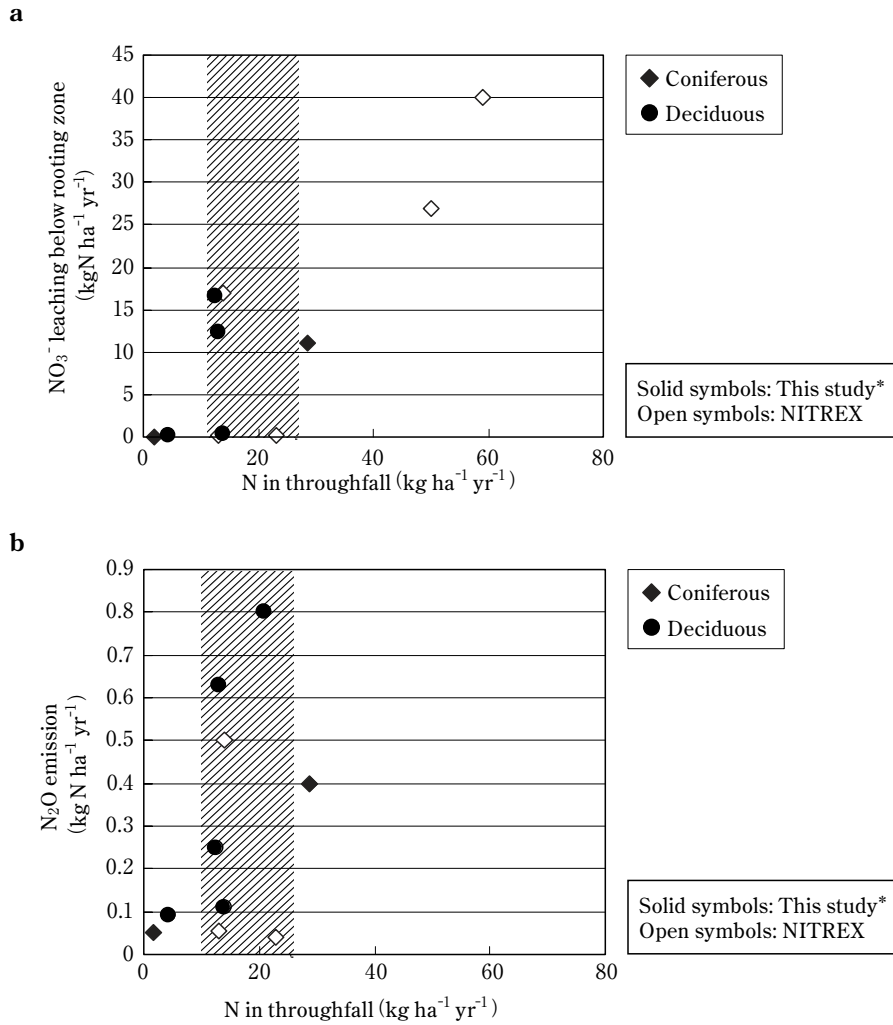 a
NO₃⁻ leaching below rooting zone
(kgN ha⁻¹ yr⁻¹)
45
40
35
30
25
20
15
10
5
0
0 20 40 60 80
N in throughfall (kg ha⁻¹ yr⁻¹)
Coniferous
Deciduous
Solid symbols: This study*
Open symbols: NITREX
b
N₂O emission
(kg N ha⁻¹ yr⁻¹)
0.9
0.8
0.7
0.6
0.5
0.4
0.3
0.2
0.1
0
0 20 40 60 80
N in throughfall (kg ha⁻¹ yr⁻¹)
Coniferous
Deciduous
Solid symbols: This study*
Open symbols: NITREX